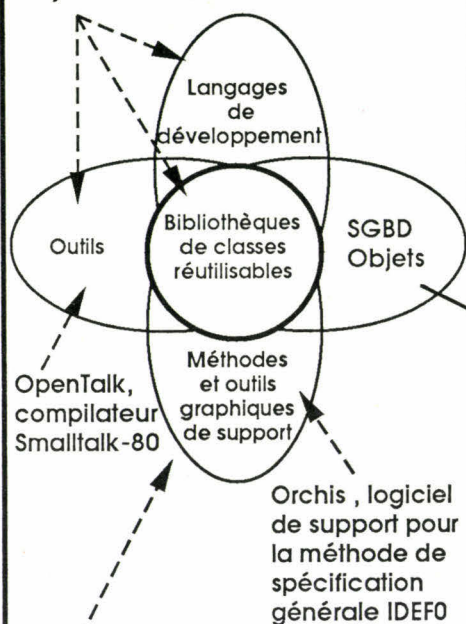 Langages
de
développement
Outils
Bibliothèques
de classes
réutilisables
SGBD
Objets
Méthodes
et outils
graphiques
de support
OpenTalk,
compilateur
Smalltalk-80
Orchis , logiciel
de support pour
la méthode de
spécification
générale IDEF0